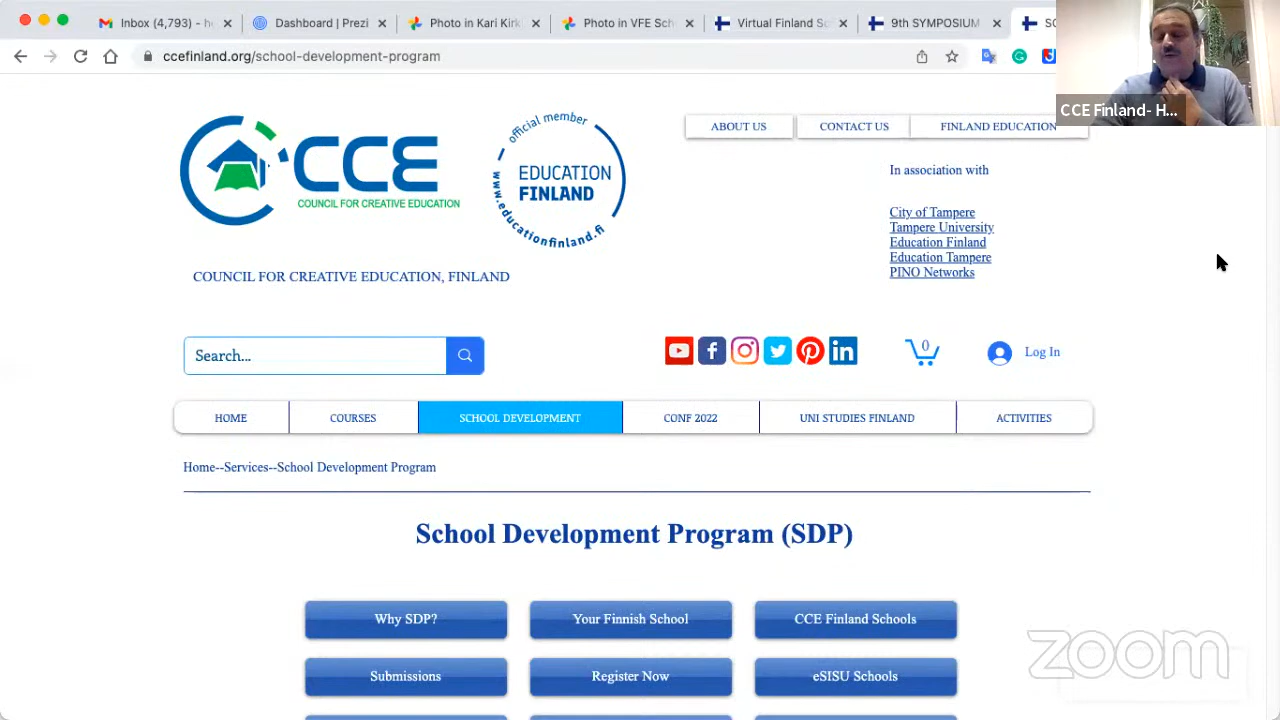 Inbox (4,793) - h
Dashboard | Prezi
Photo in Kari Kirk
Photo in VFE Sch
Virtual Finland Sc
9th SYMPOSIUM
ccefinland.org/school-development-program
CCE Finland- H...
CCE
COUNCIL FOR CREATIVE EDUCATION
official member
EDUCATION
FINLAND
www.educationfinland.fi
COUNCIL FOR CREATIVE EDUCATION, FINLAND
ABOUT US
CONTACT US
FINLAND EDUCATION
In association with
City of Tampere
Tampere University
Education Finland
Education Tampere
PINO Networks
Search...
0
Log In
HOME
COURSES
SCHOOL DEVELOPMENT
CONF 2022
UNI STUDIES FINLAND
ACTIVITIES
Home--Services--School Development Program
School Development Program (SDP)
Why SDP?
Your Finnish School
CCE Finland Schools
Submissions
Register Now
eSISU Schools
zoom